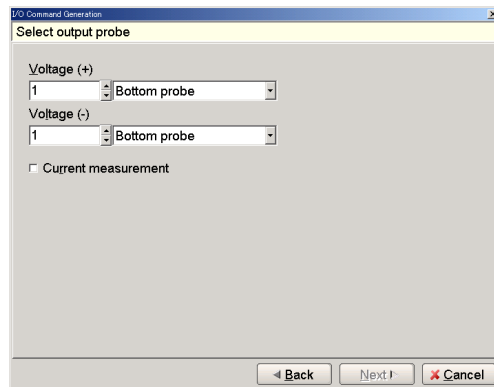 I/O Command Generation
Select output probe
Voltage (+)
1 Bottom probe
Voltage (-)
1 Bottom probe
Current measurement
Back Next Cancel